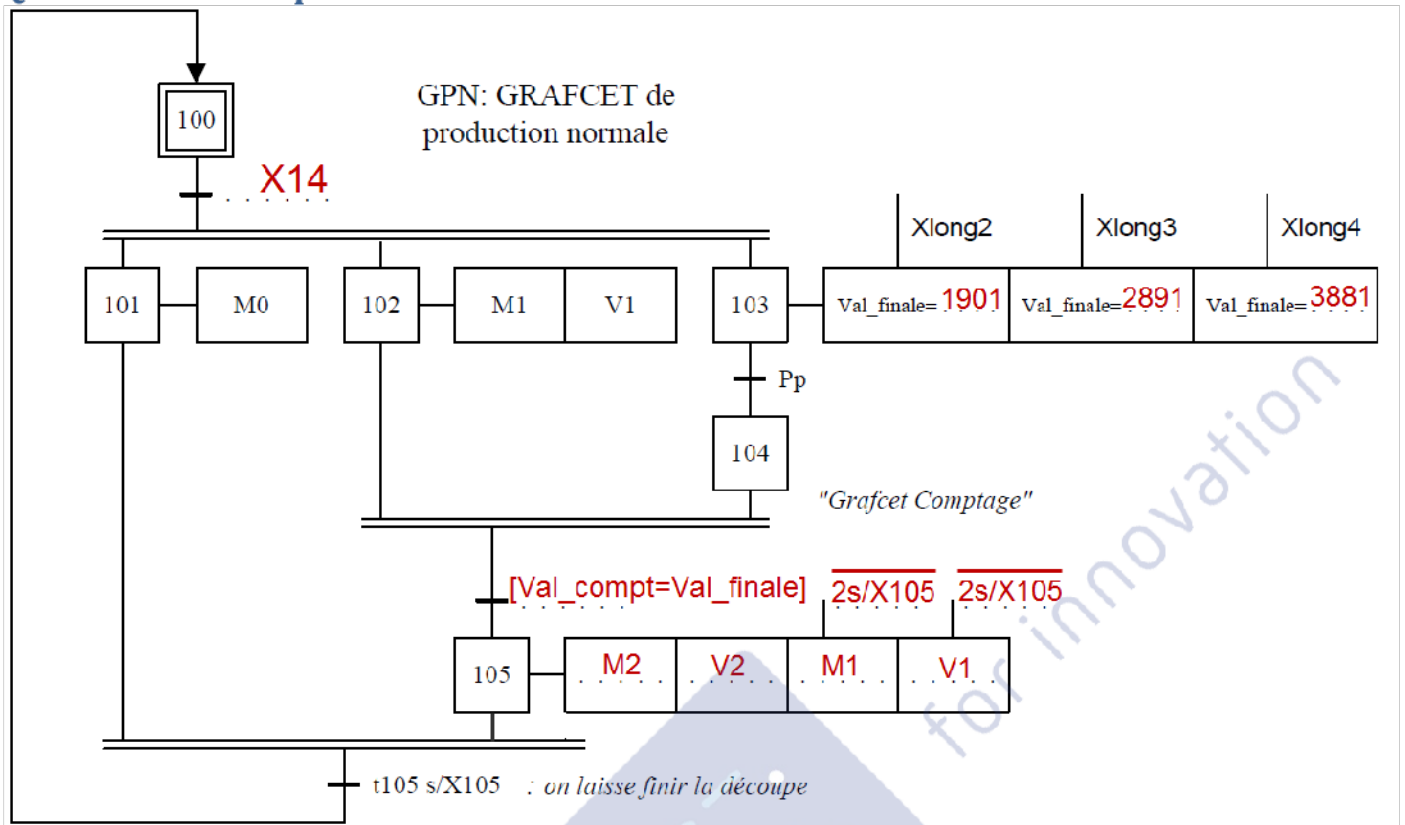 GPN: GRAFCET de
production normale
100
X14
Xlong2 Xlong3 Xlong4
101 M0 102 M1 V1 103 Val_finale= 1901 Val_finale= 2891 Val_finale= 3881
Pp
104
"Grafcet Comptage"
[Val_compt=Val_finale] 2s/X105 2s/X105
105 M2 V2 M1 V1
t105 s/X105 : on laisse finir la découpe
for innovation